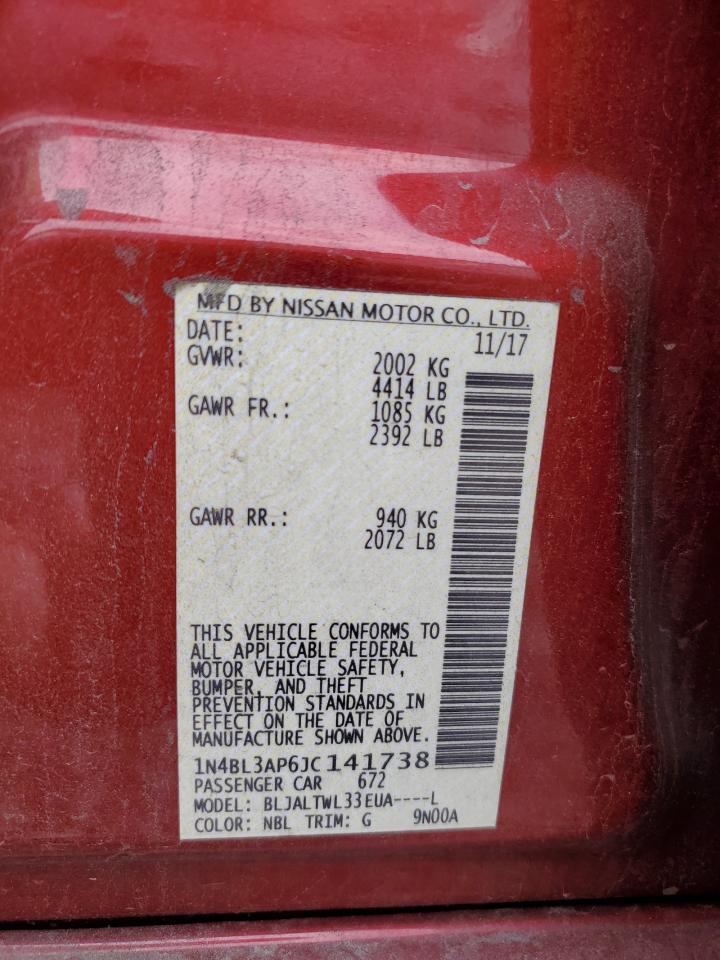 MFD BY NISSAN MOTOR CO., LTD.
DATE: 11/17
GVWR: 2002 KG
4414 LB
GAWR FR.: 1085 KG
2392 LB
GAWR RR.: 940 KG
2072 LB
THIS VEHICLE CONFORMS TO
ALL APPLICABLE FEDERAL
MOTOR VEHICLE SAFETY,
BUMPER, AND THEFT
PREVENTION STANDARDS IN
EFFECT ON THE DATE OF
MANUFACTURE SHOWN ABOVE.
1N4BL3AP6JC141738
PASSENGER CAR 672
MODEL: BLJALTWL33EUA----L
COLOR: NBL TRIM: G 9N00A